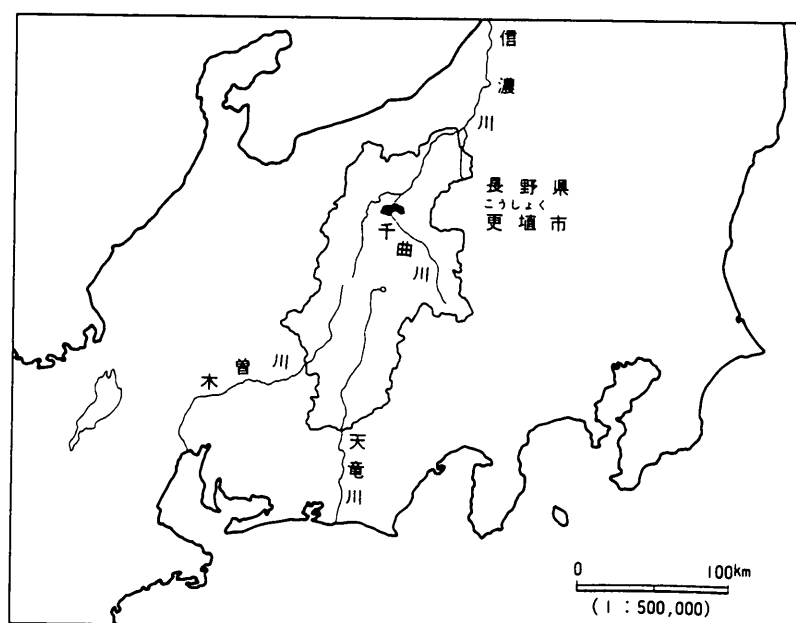 信濃川
長野県
こうしょく
更埴市
千曲川
木曽川
天竜川
0 100km
(1:500,000)